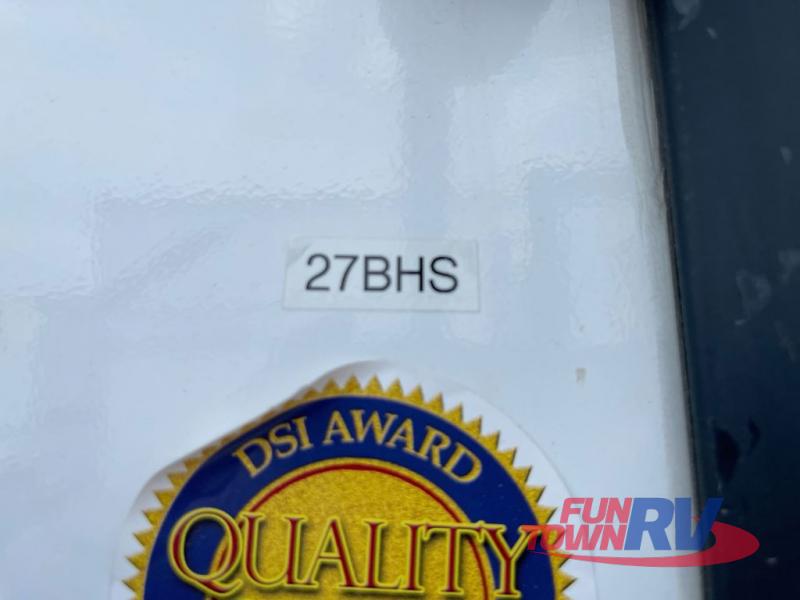 27BHS
DSI AWARD
QUALITY
FUN
TOWN RV